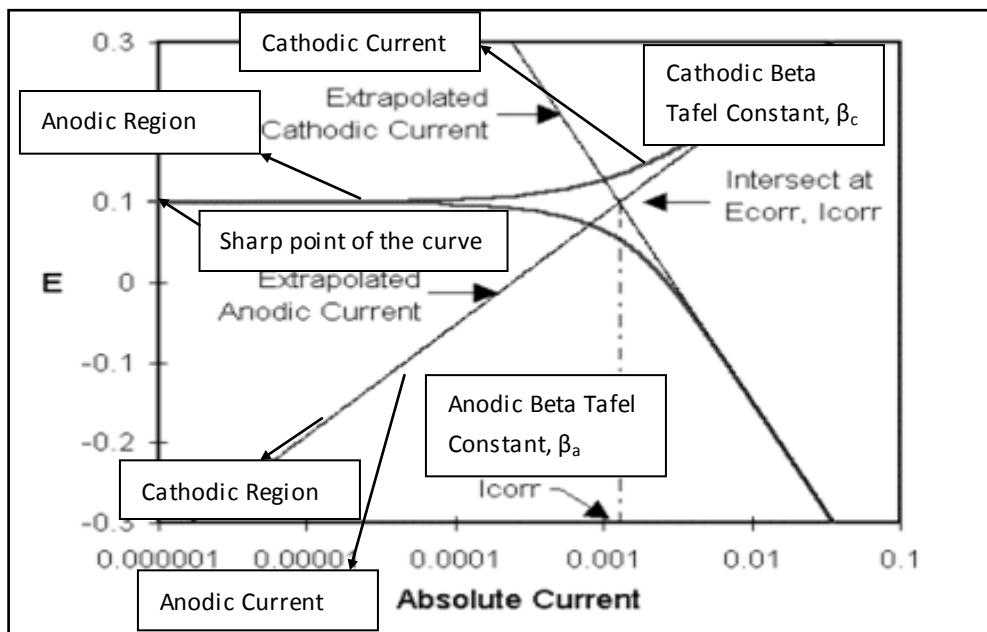 Cathodic Current
0.3
Cathodic Beta
Tafel Constant, βc
Extrapolated
Cathodic Current
Anodic Region
Intersect at
Ecorr, Icorr
0.1
Sharp point of the curve
E
0
Extrapolated
Anodic Current
-0.1
Anodic Beta Tafel
Constant, βa
-0.2
Cathodic Region
Icorr
-0.3
0.000001
0.0001
0.001
0.01
0.1
Anodic Current
Absolute Current